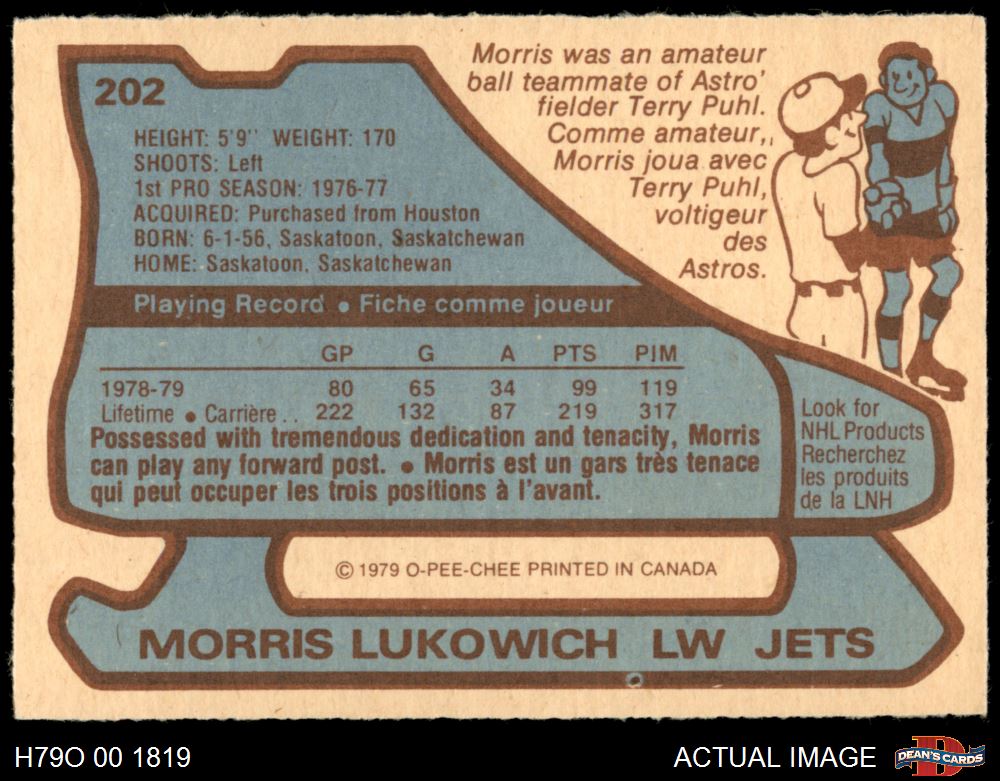 202
HEIGHT: 5'9" WEIGHT: 170
SHOOTS: Left
1st PRO SEASON: 1976-77
ACQUIRED: Purchased from Houston
BORN: 6-1-56, Saskatoon, Saskatchewan
HOME: Saskatoon, Saskatchewan
Morris was an amateur
ball teammate of Astro'
fielder Terry Puhl.
Comme amateur,
Morris joua avec
Terry Puhl,
voltigeur
des
Astros.
Playing Record • Fiche comme joueur
GP G A PTS PIM
1978-79 80 65 34 99 119
Lifetime • Carrière .. 222 132 87 219 317
Possessed with tremendous dedication and tenacity, Morris
can play any forward post. • Morris est un gars très tenace
qui peut occuper les trois positions à l'avant.
Look for
NHL Products
Recherchez
les produits
de la LNH
© 1979 O-PEE-CHEE PRINTED IN CANADA
MORRIS LUKOWICH LW JETS
H79O 00 1819
ACTUAL IMAGE
D
DEAN'S CARDS